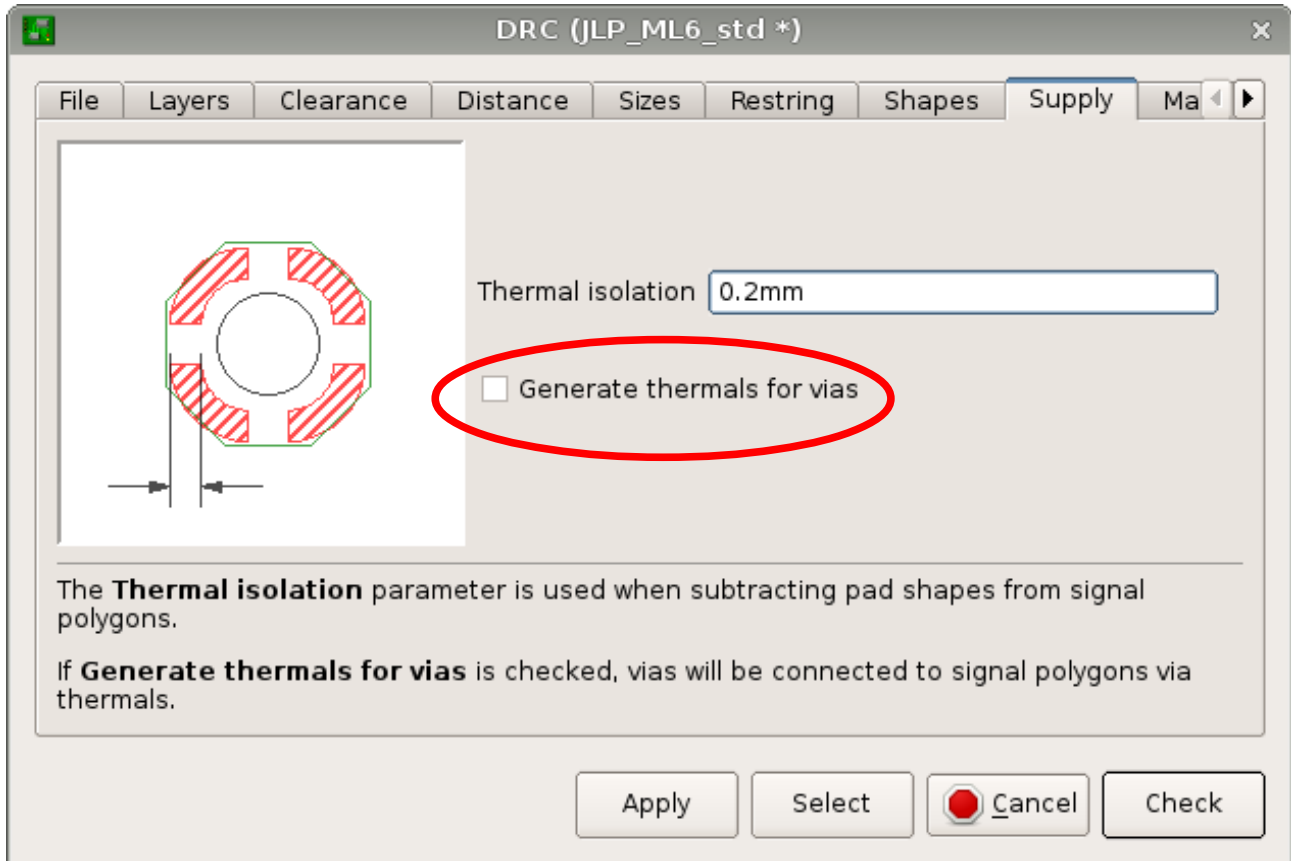 DRC (JLP_ML6_std *)
File Layers Clearance Distance Sizes Restring Shapes Supply Ma
Thermal isolation 0.2mm
Generate thermals for vias
The Thermal isolation parameter is used when subtracting pad shapes from signal
polygons.
If Generate thermals for vias is checked, vias will be connected to signal polygons via
thermals.
Apply Select Cancel Check